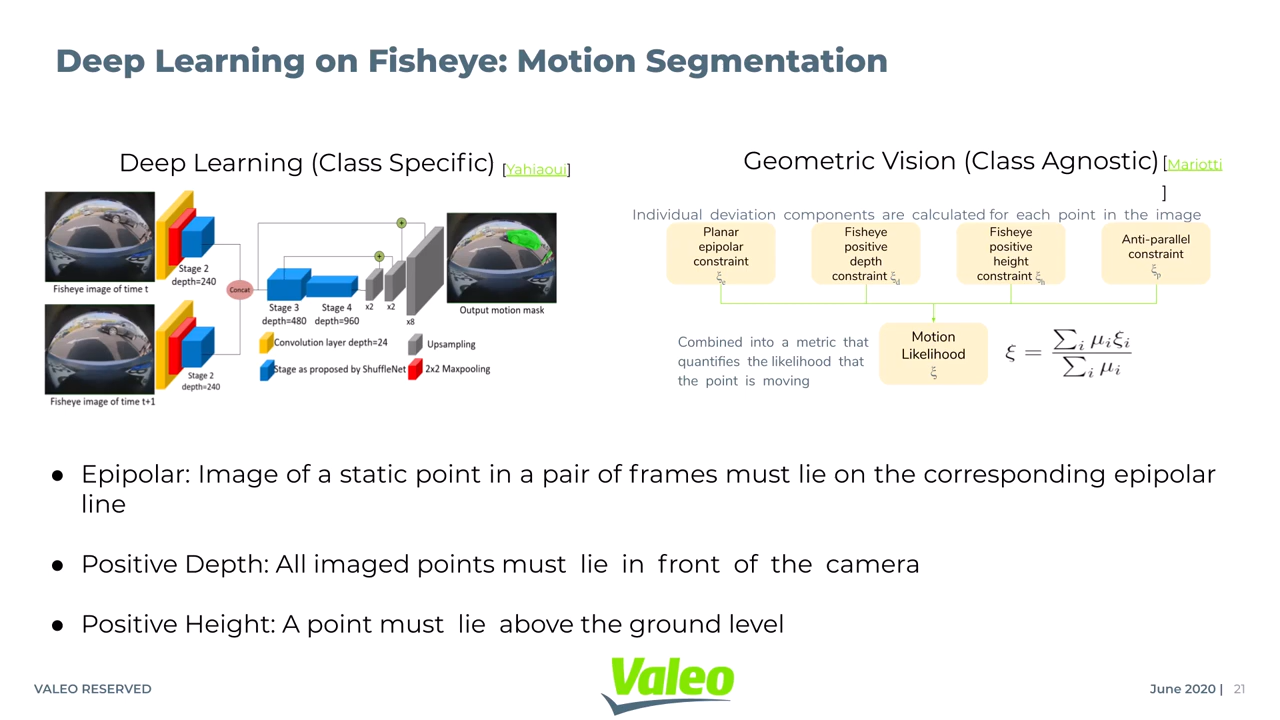 Deep Learning on Fisheye: Motion Segmentation
Deep Learning (Class Specific) [Yahiaoui]
Fisheye image of time t
Stage 2
depth=240
Concat
Fisheye image of time t+1
Stage 2
depth=240
+
+
Stage 3
depth=480
Stage 4
depth=960
x2
x2
x8
Output motion mask
Convolution layer depth=24
Upsampling
Stage as proposed by ShuffleNet
2x2 Maxpooling
Geometric Vision (Class Agnostic) [Mariotti
]
Individual deviation components are calculated for each point in the image
Planar
epipolar
constraint
ξe
Fisheye
positive
depth
constraint ξd
Fisheye
positive
height
constraint ξh
Anti-parallel
constraint
ξp
Combined into a metric that
quantifies the likelihood that
the point is moving
Motion
Likelihood
ξ
ξ = ∑i μiξi / ∑i μi
● Epipolar: Image of a static point in a pair of frames must lie on the corresponding epipolar
line
● Positive Depth: All imaged points must lie in front of the camera
● Positive Height: A point must lie above the ground level
VALEO RESERVED
Valeo
June 2020 | 21